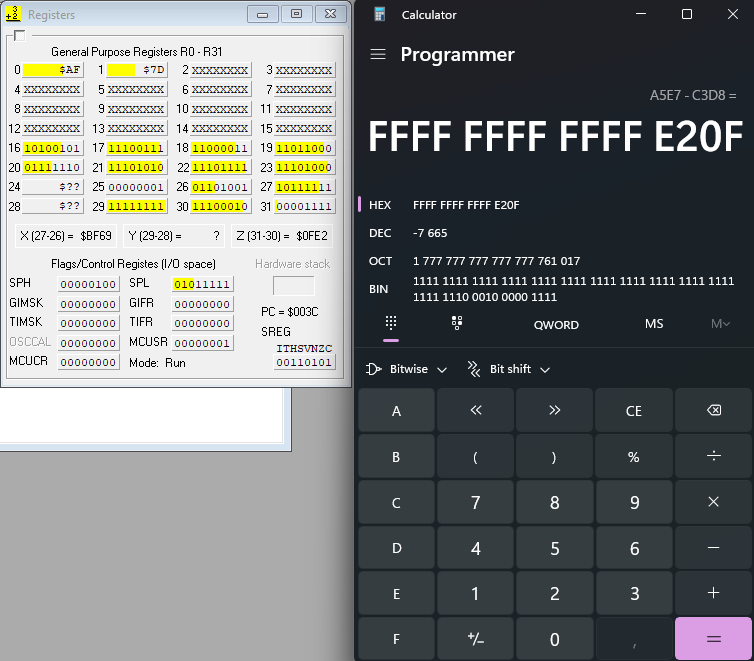 Registers
General Purpose Registers R0 - R31
0 $AF 1 $7D 2 XXXXXXXX 3 XXXXXXXX
4 XXXXXXXX 5 XXXXXXXX 6 XXXXXXXX 7 XXXXXXXX
8 XXXXXXXX 9 XXXXXXXX 10 XXXXXXXX 11 XXXXXXXX
12 XXXXXXXX 13 XXXXXXXX 14 XXXXXXXX 15 XXXXXXXX
16 10100101 17 11100111 18 11000011 19 11011000
20 01111110 21 11101010 22 11101111 23 11101000
24 $?? 25 00000001 26 01101001 27 10111111
28 $?? 29 11111111 30 11100010 31 00001111
X (27-26) = $BF69 Y (29-28) = ? Z (31-30) = $0FE2
Flags/Control Registes (I/O space) Hardware stack
SPH 00000100 SPL 01011111
GIMSK 00000000 GIFR 00000000 PC = $003C
TIMSK 00000000 TIFR 00000000 SREG
OSCCAL 00000000 MCUSR 00000001 ITHSVNZC
MCUCR 00000000 Mode: Run 00110101
Calculator
Programmer
A5E7 - C3D8 =
FFFF FFFF FFFF E20F
HEX FFFF FFFF FFFF E20F
DEC -7 665
OCT 1 777 777 777 777 777 761 017
BIN 1111 1111 1111 1111 1111 1111 1111 1111 1111 1111 1111
1111 1110 0010 0000 1111
QWORD MS M
Bitwise Bit shift
A « » CE ⌫
B ( ) % ÷
C 7 8 9 ×
D 4 5 6 −
E 1 2 3 +
F +/− 0 , =